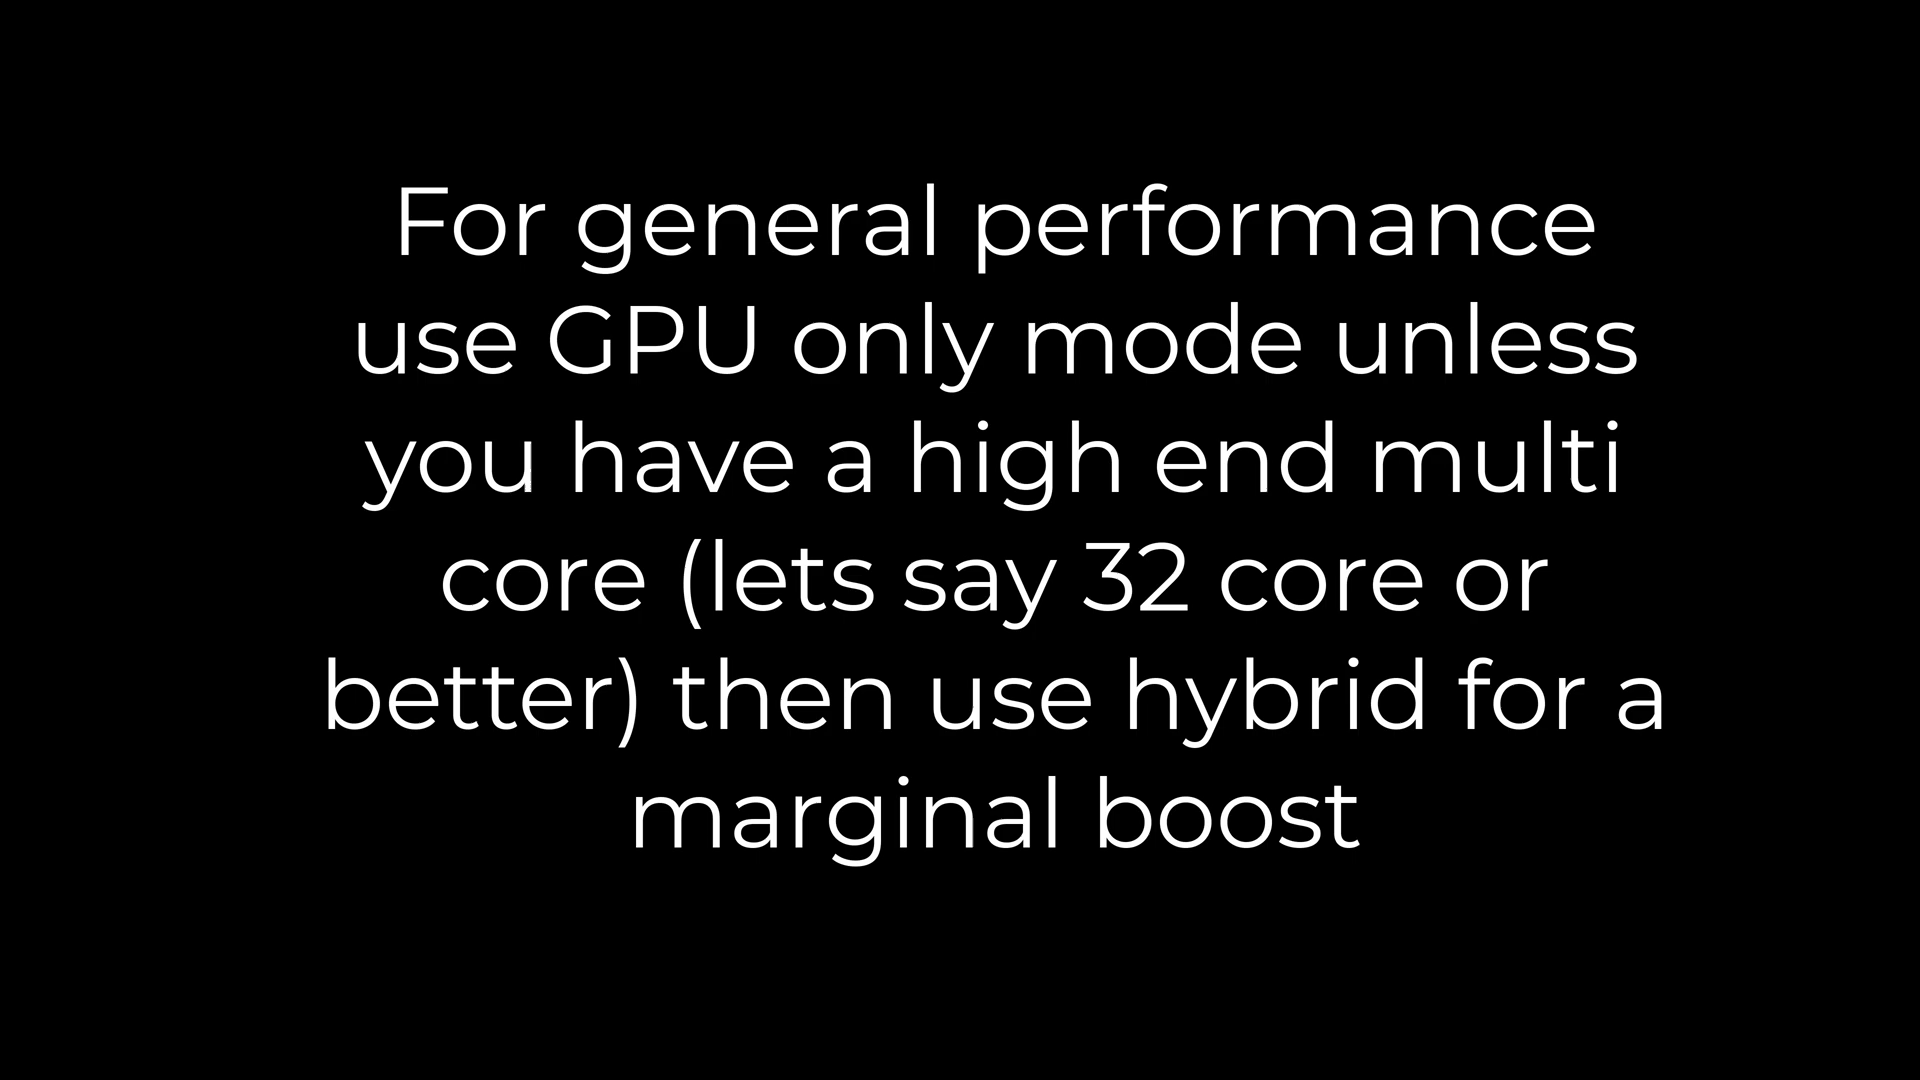 For general performance
use GPU only mode unless
you have a high end multi
core (lets say 32 core or
better) then use hybrid for a
marginal boost